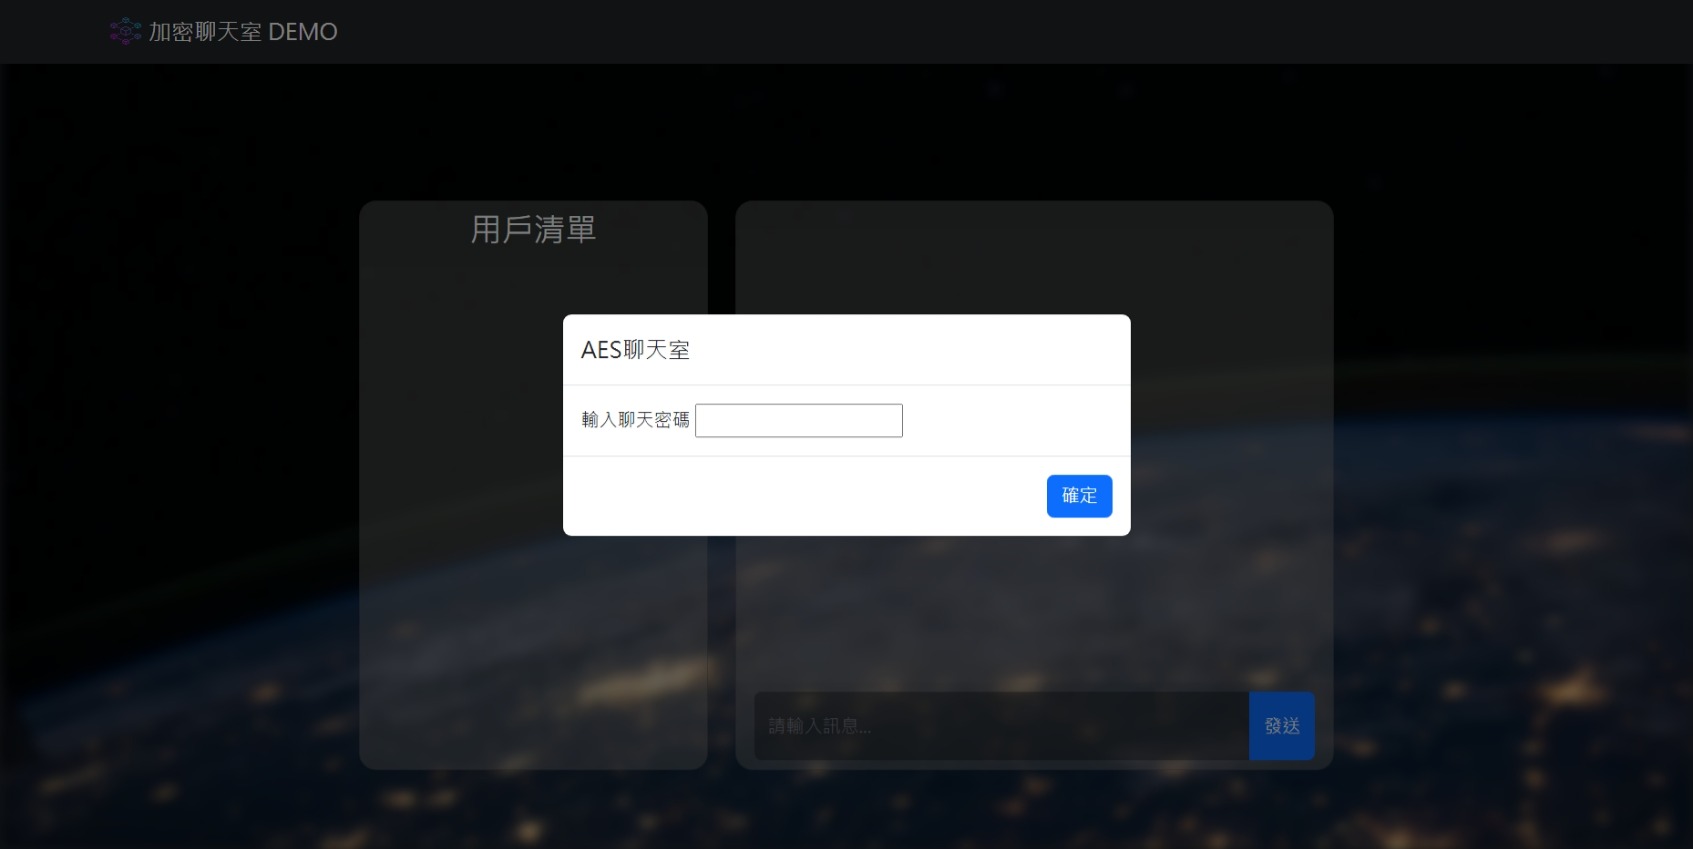 加密聊天室 DEMO
用戶清單
AES聊天室
輸入聊天密碼
確定
請輸入訊息...
發送